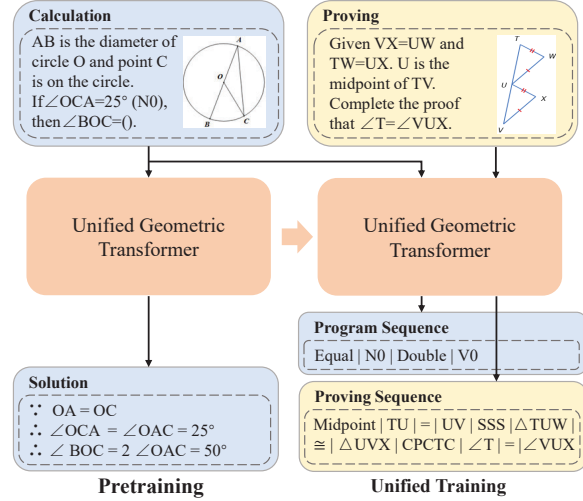 Calculation
AB is the diameter of
circle O and point C
is on the circle.
If∠OCA=25° (N0),
then∠BOC=().
A
O
B
C
Proving
Given VX=UW and
TW=UX. U is the
midpoint of TV.
Complete the proof
that ∠T=∠VUX.
T
W
U
X
V
Unified Geometric
Transformer
Unified Geometric
Transformer
Program Sequence
Equal | N0 | Double | V0
Solution
∵ OA = OC
∴ ∠OCA = ∠OAC = 25°
∴ ∠ BOC = 2 ∠OAC = 50°
Proving Sequence
Midpoint | TU | = | UV | SSS |△TUW |
≅ | △UVX | CPCTC | ∠T | = |∠VUX
Pretraining
Unified Training